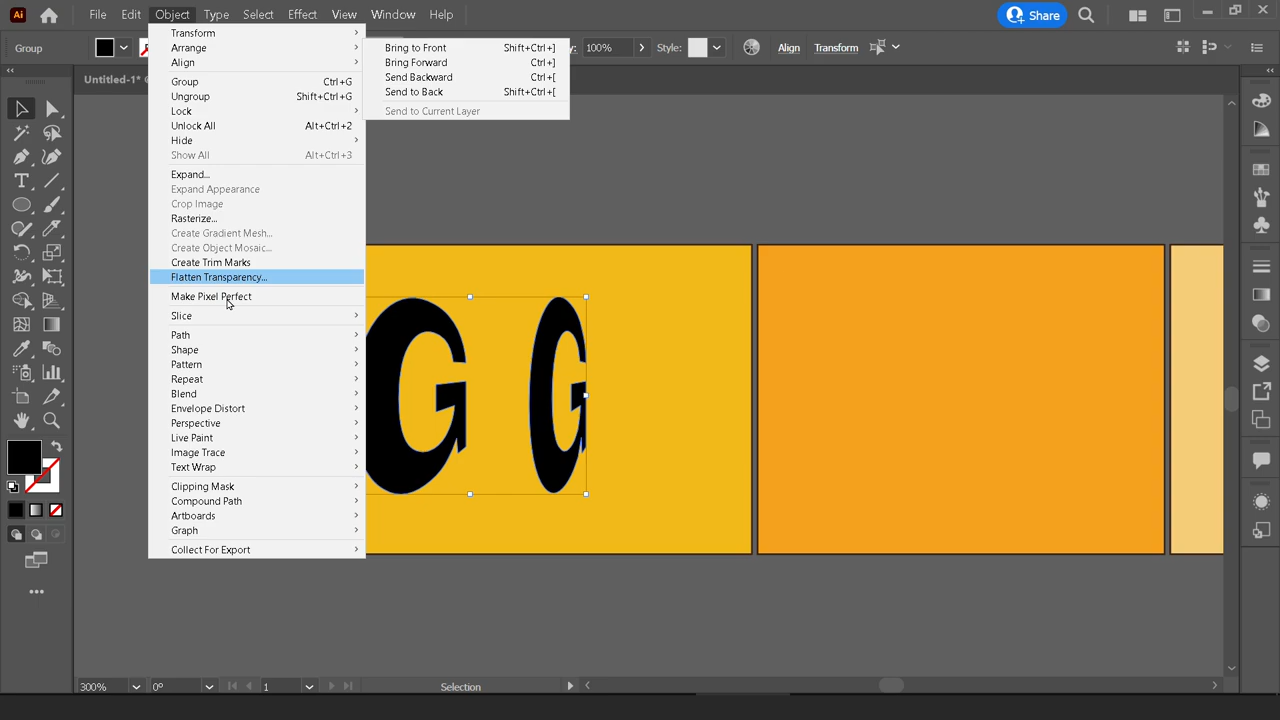 Ai File Edit Object Type Select Effect View Window Help Share
Group 100% Style: Align Transform
Untitled-1*
Transform
Arrange
Align
Group Ctrl+G
Ungroup Shift+Ctrl+G
Lock
Unlock All Alt+Ctrl+2
Hide
Show All Alt+Ctrl+3
Expand...
Expand Appearance
Crop Image
Rasterize...
Create Gradient Mesh...
Create Object Mosaic...
Create Trim Marks
Flatten Transparency...
Make Pixel Perfect
Slice
Path
Shape
Pattern
Repeat
Blend
Envelope Distort
Perspective
Live Paint
Image Trace
Text Wrap
Clipping Mask
Compound Path
Artboards
Graph
Collect For Export
Bring to Front Shift+Ctrl+]
Bring Forward Ctrl+]
Send Backward Ctrl+[
Send to Back Shift+Ctrl+[
Send to Current Layer
G G
300% 0° 1 Selection